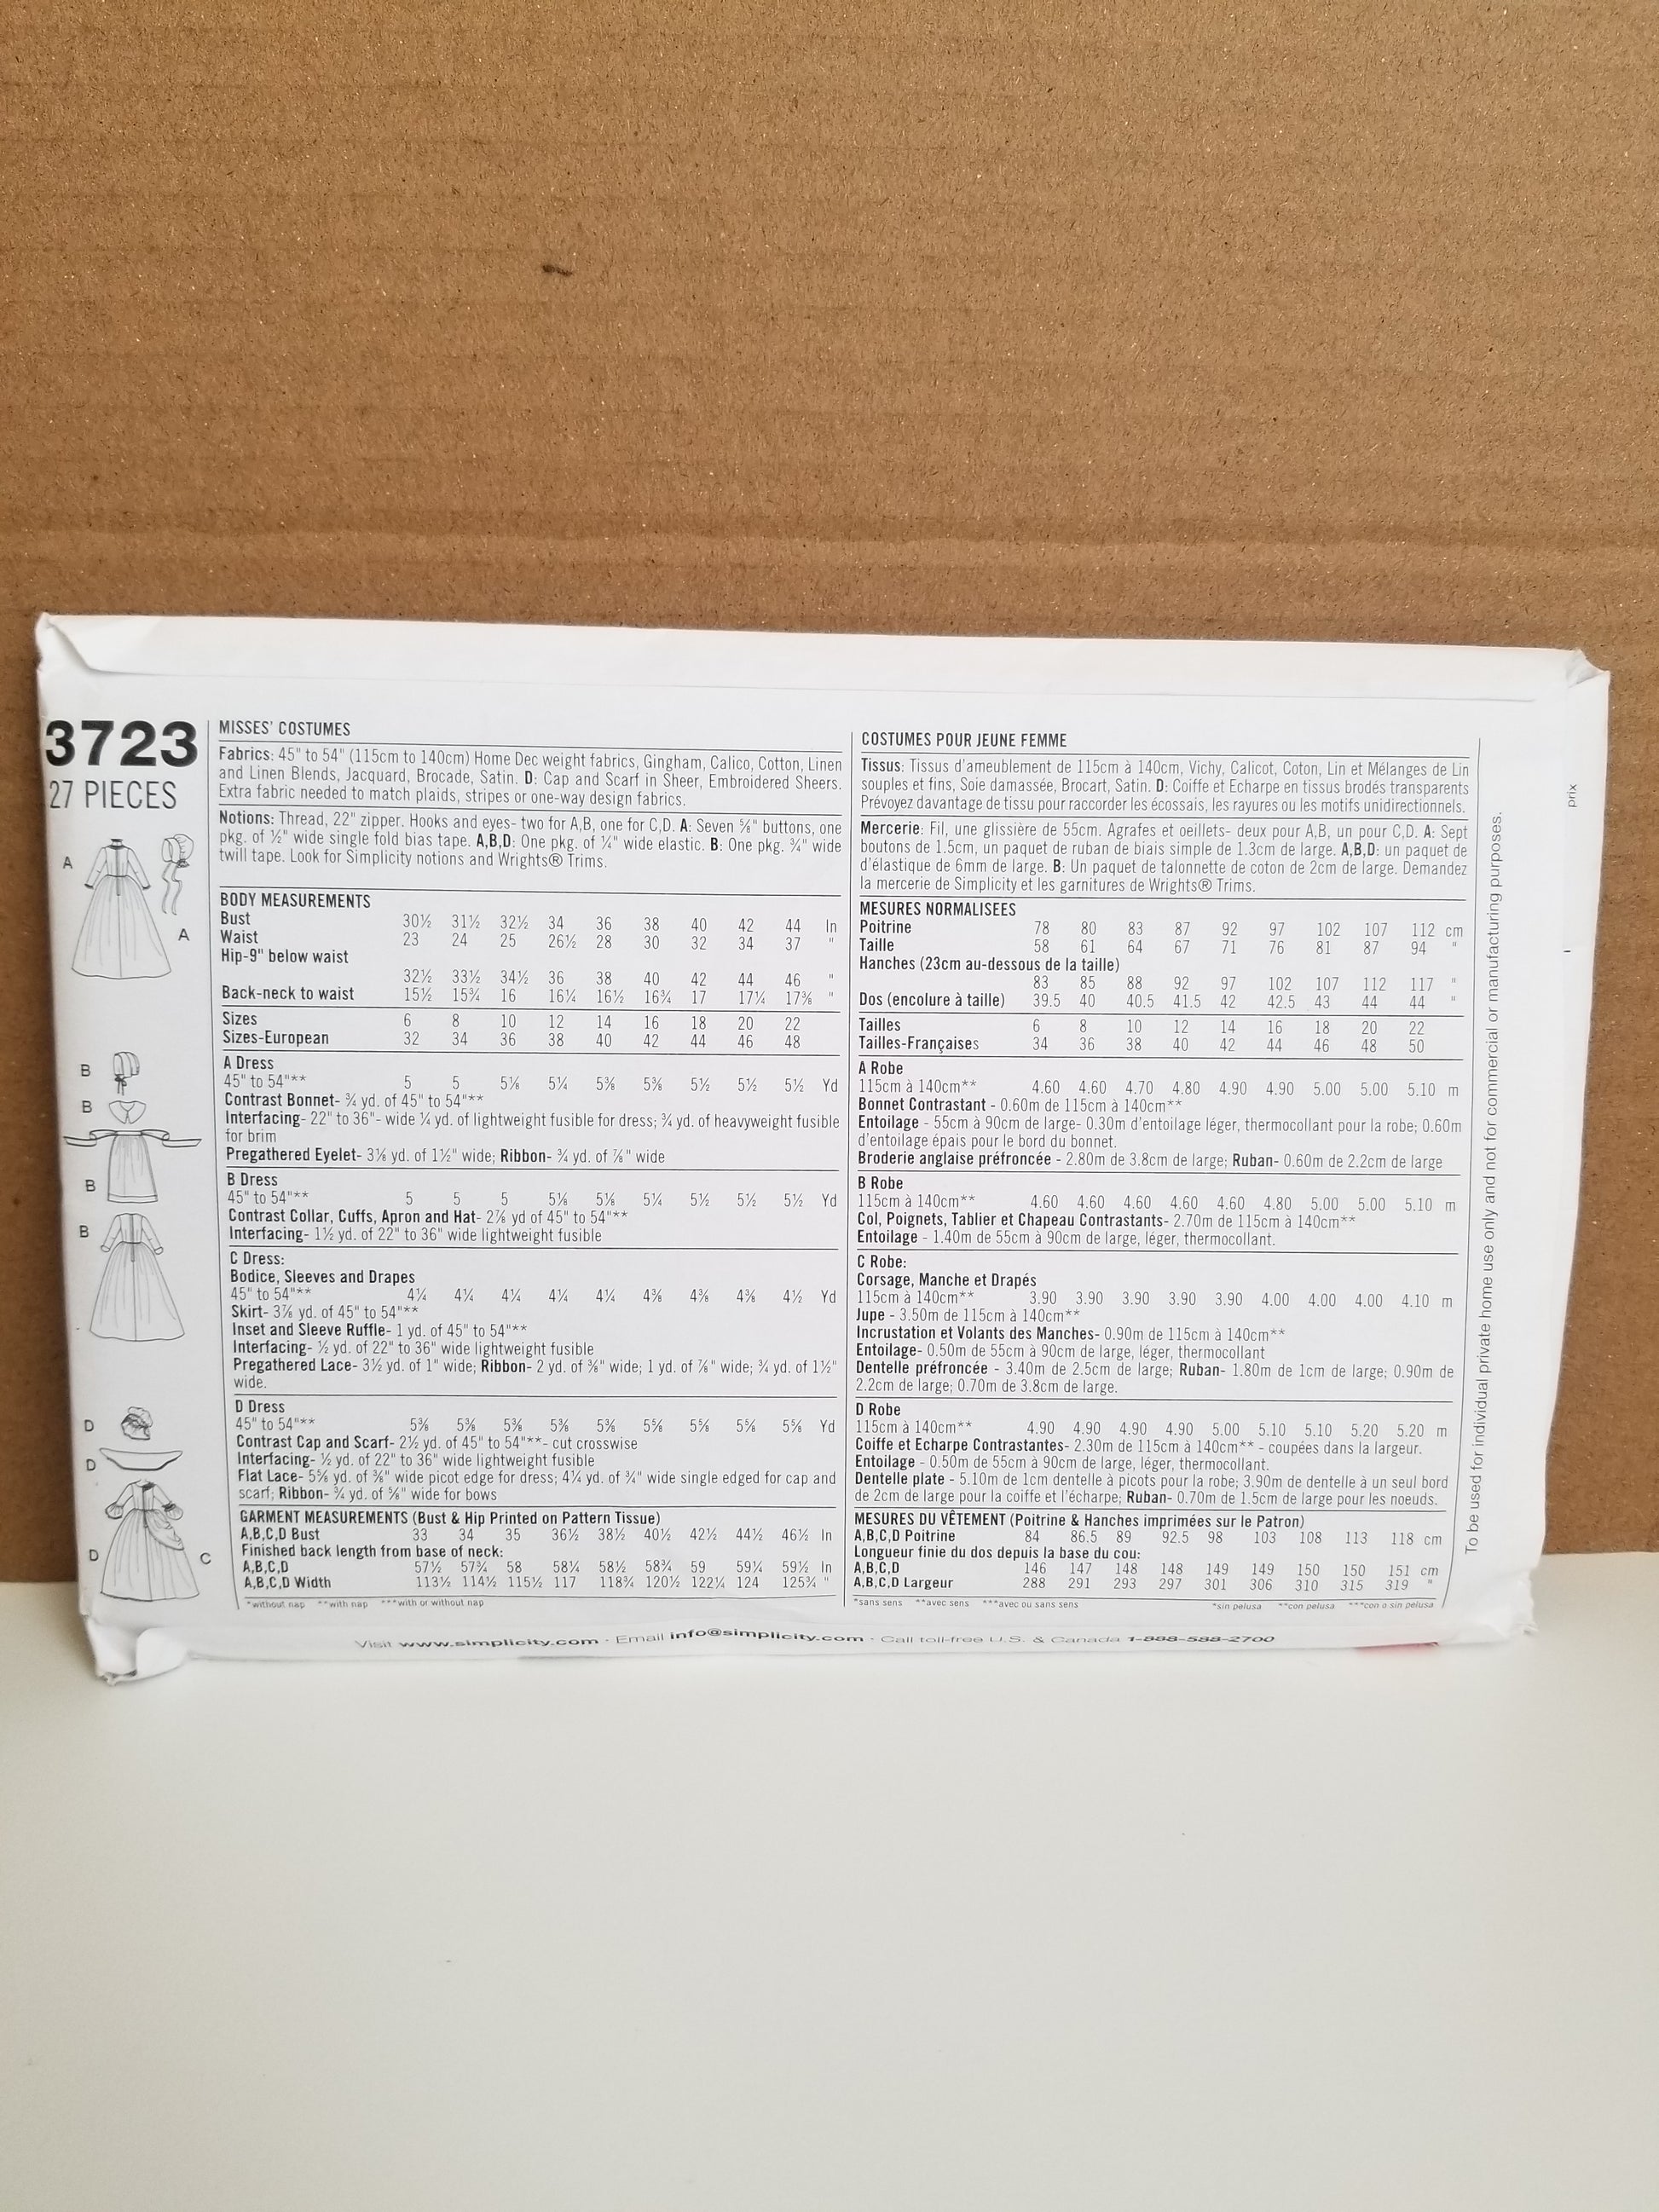 3723
27 PIECES
A
A
B
B
B
B
D
D
D
C
MISSES' COSTUMES
Fabrics: 45" to 54" (115cm to 140cm) Home Dec weight fabrics, Gingham, Calico, Cotton, Linen
and Linen Blends, Jacquard, Brocade, Satin. D: Cap and Scarf in Sheer, Embroidered Sheers.
Extra fabric needed to match plaids, stripes or one-way design fabrics.
Notions: Thread, 22" zipper. Hooks and eyes- two for A,B, one for C,D. A: Seven ⅝" buttons, one
pkg. of ½" wide single fold bias tape. A,B,D: One pkg. of ¼" wide elastic. B: One pkg. ¾" wide
twill tape. Look for Simplicity notions and Wrights® Trims.
BODY MEASUREMENTS
Bust 30½ 31½ 32½ 34 36 38 40 42 44 In
Waist 23 24 25 26½ 28 30 32 34 37 "
Hip-9" below waist
32½ 33½ 34½ 36 38 40 42 44 46 "
Back-neck to waist 15½ 15¾ 16 16¼ 16½ 16¾ 17 17¼ 17⅜ "
Sizes 6 8 10 12 14 16 18 20 22
Sizes-European 32 34 36 38 40 42 44 46 48
A Dress
45" to 54"** 5 5 5⅛ 5¼ 5⅜ 5⅜ 5½ 5½ 5½ Yd
Contrast Bonnet- ¾ yd. of 45" to 54"**
Interfacing- 22" to 36"- wide ¼ yd. of lightweight fusible for dress; ¾ yd. of heavyweight fusible
for brim
Pregathered Eyelet- 3⅛ yd. of 1½" wide; Ribbon- ¾ yd. of ⅞" wide
B Dress
45" to 54"** 5 5 5 5⅛ 5⅛ 5¼ 5½ 5½ 5½ Yd
Contrast Collar, Cuffs, Apron and Hat- 2⅞ yd of 45" to 54"**
Interfacing- 1½ yd. of 22" to 36" wide lightweight fusible
C Dress:
Bodice, Sleeves and Drapes
45" to 54"** 4¼ 4¼ 4¼ 4¼ 4¼ 4⅜ 4⅜ 4⅜ 4½ Yd
Skirt- 3⅞ yd. of 45" to 54"**
Inset and Sleeve Ruffle- 1 yd. of 45" to 54"**
Interfacing- ½ yd. of 22" to 36" wide lightweight fusible
Pregathered Lace- 3½ yd. of 1" wide; Ribbon- 2 yd. of ⅜" wide; 1 yd. of ⅞" wide; ¾ yd. of 1½"
wide.
D Dress
45" to 54"** 5⅜ 5⅜ 5⅜ 5⅜ 5⅜ 5⅝ 5⅝ 5⅝ 5⅝ Yd
Contrast Cap and Scarf- 2½ yd. of 45" to 54"**- cut crosswise
Interfacing- ½ yd. of 22" to 36" wide lightweight fusible
Flat Lace- 5⅝ yd. of ⅜" wide picot edge for dress; 4¼ yd. of ¾" wide single edged for cap and
scarf; Ribbon- ¾ yd. of ⅝" wide for bows
GARMENT MEASUREMENTS (Bust & Hip Printed on Pattern Tissue)
A,B,C,D Bust 33 34 35 36½ 38½ 40½ 42½ 44½ 46½ In
Finished back length from base of neck:
A,B,C,D 57½ 57¾ 58 58¼ 58½ 58¾ 59 59¼ 59½ In
A,B,C,D Width 113½ 114½ 115½ 117 118¾ 120½ 122¼ 124 125¾ "
*without nap **with nap ***with or without nap
COSTUMES POUR JEUNE FEMME
Tissus: Tissus d'ameublement de 115cm à 140cm, Vichy, Calicot, Coton, Lin et Mélanges de Lin
souples et fins, Soie damassée, Brocart, Satin. D: Coiffe et Echarpe en tissus brodés transparents
Prévoyez davantage de tissu pour raccorder les écossais, les rayures ou les motifs unidirectionnels.
Mercerie: Fil, une glissière de 55cm. Agrafes et oeillets- deux pour A,B, un pour C,D. A: Sept
boutons de 1.5cm, un paquet de ruban de biais simple de 1.3cm de large. A,B,D: un paquet de
d'élastique de 6mm de large. B: Un paquet de talonnette de coton de 2cm de large. Demandez
la mercerie de Simplicity et les garnitures de Wrights® Trims.
MESURES NORMALISEES
Poitrine 78 80 83 87 92 97 102 107 112 cm
Taille 58 61 64 67 71 76 81 87 94 "
Hanches (23cm au-dessous de la taille)
83 85 88 92 97 102 107 112 117 "
Dos (encolure à taille) 39.5 40 40.5 41.5 42 42.5 43 44 44 "
Tailles 6 8 10 12 14 16 18 20 22
Tailles-Françaises 34 36 38 40 42 44 46 48 50
A Robe
115cm à 140cm** 4.60 4.60 4.70 4.80 4.90 4.90 5.00 5.00 5.10 m
Bonnet Contrastant - 0.60m de 115cm à 140cm**
Entoilage - 55cm à 90cm de large- 0.30m d'entoilage léger, thermocollant pour la robe; 0.60m
d'entoilage épais pour le bord du bonnet.
Broderie anglaise préfroncée - 2.80m de 3.8cm de large; Ruban- 0.60m de 2.2cm de large
B Robe
115cm à 140cm** 4.60 4.60 4.60 4.60 4.60 4.80 5.00 5.00 5.10 m
Col, Poignets, Tablier et Chapeau Contrastants- 2.70m de 115cm à 140cm**
Entoilage - 1.40m de 55cm à 90cm de large, léger, thermocollant.
C Robe:
Corsage, Manche et Drapés
115cm à 140cm** 3.90 3.90 3.90 3.90 3.90 4.00 4.00 4.00 4.10 m
Jupe - 3.50m de 115cm à 140cm**
Incrustation et Volants des Manches- 0.90m de 115cm à 140cm**
Entoilage- 0.50m de 55cm à 90cm de large, léger, thermocollant
Dentelle préfroncée - 3.40m de 2.5cm de large; Ruban- 1.80m de 1cm de large; 0.90m de
2.2cm de large; 0.70m de 3.8cm de large.
D Robe
115cm à 140cm** 4.90 4.90 4.90 4.90 5.00 5.10 5.10 5.20 5.20 m
Coiffe et Echarpe Contrastantes- 2.30m de 115cm à 140cm** - coupées dans la largeur.
Entoilage - 0.50m de 55cm à 90cm de large, léger, thermocollant.
Dentelle plate - 5.10m de 1cm dentelle à picots pour la robe; 3.90m de dentelle à un seul bord
de 2cm de large pour la coiffe et l'écharpe; Ruban- 0.70m de 1.5cm de large pour les noeuds.
MESURES DU VÊTEMENT (Poitrine & Hanches imprimées sur le Patron)
A,B,C,D Poitrine 84 86.5 89 92.5 98 103 108 113 118 cm
Longueur finie du dos depuis la base du cou:
A,B,C,D 146 147 148 148 149 149 150 150 151 cm
A,B,C,D Largeur 288 291 293 297 301 306 310 315 319 "
*sans sens **avec sens ***avec ou sans sens *sin pelusa **con pelusa ***con o sin pelusa
To be used for individual private home use only and not for commercial or manufacturing purposes.
prix
Visit www.simplicity.com · Email info@simplicity.com · Call toll-free U.S. & Canada 1-888-588-2700